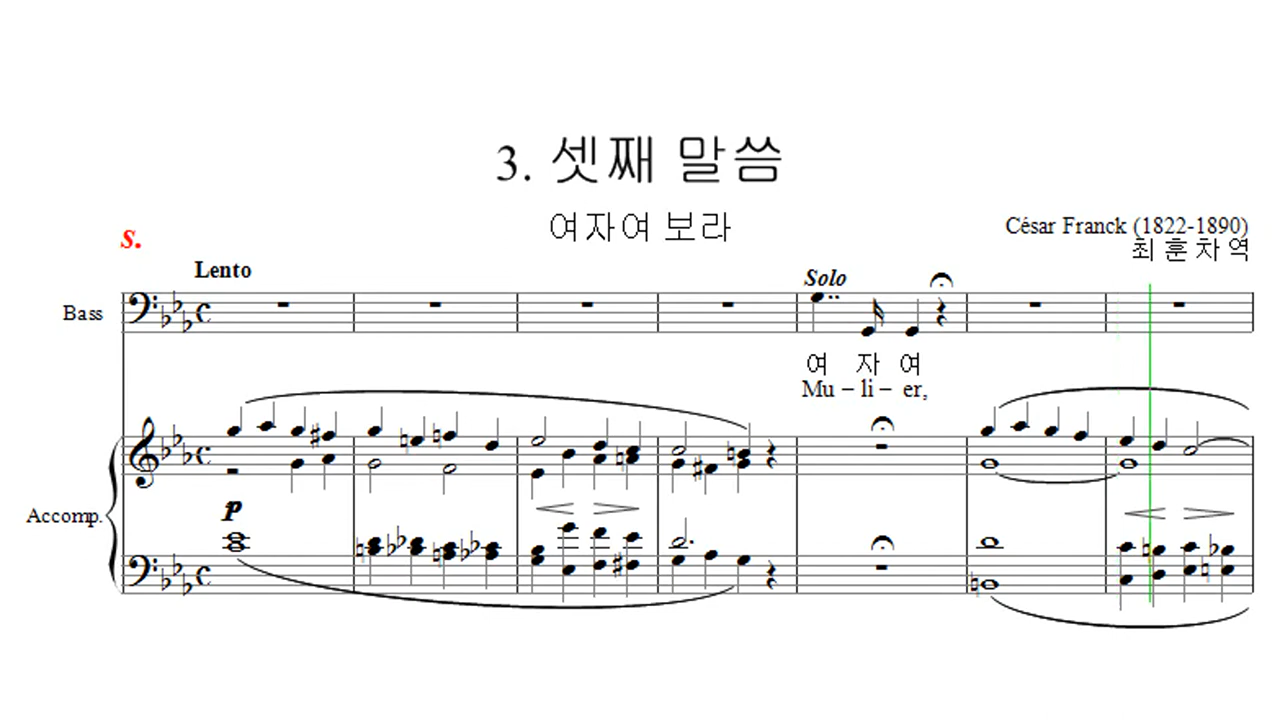 3. 셋째 말씀
여자여 보라
César Franck (1822-1890)
최 훈 차 역
S.
Lento
Solo
Bass
여 자 여
Mu – li – er,
p
Accomp.